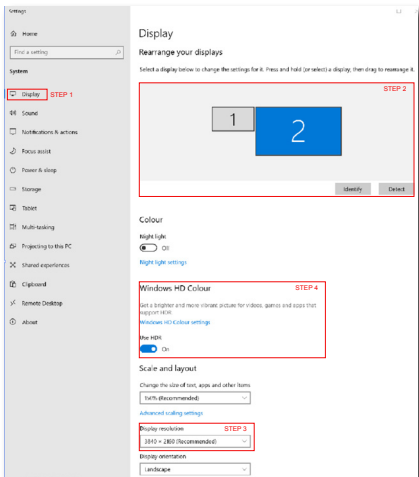 Settings
Home
Find a setting
System
Display STEP 1
Sound
Notifications & actions
Focus assist
Power & sleep
Storage
Tablet
Multi-tasking
Projecting to this PC
Shared experiences
Clipboard
Remote Desktop
About
Display
Rearrange your displays
Select a display below to change the settings for it. Press and hold (or select) a display, then drag to rearrange it.
STEP 2
1
2
Identify Detect
Colour
Night light
Off
Night light settings
Windows HD Colour STEP 4
Get a brighter and more vibrant picture for videos, games and apps that
support HDR.
Windows HD Colour settings
Use HDR
On
Scale and layout
Change the size of text, apps and other items
150% (Recommended)
Advanced scaling settings
Display resolution STEP 3
3840 × 2160 (Recommended)
Display orientation
Landscape